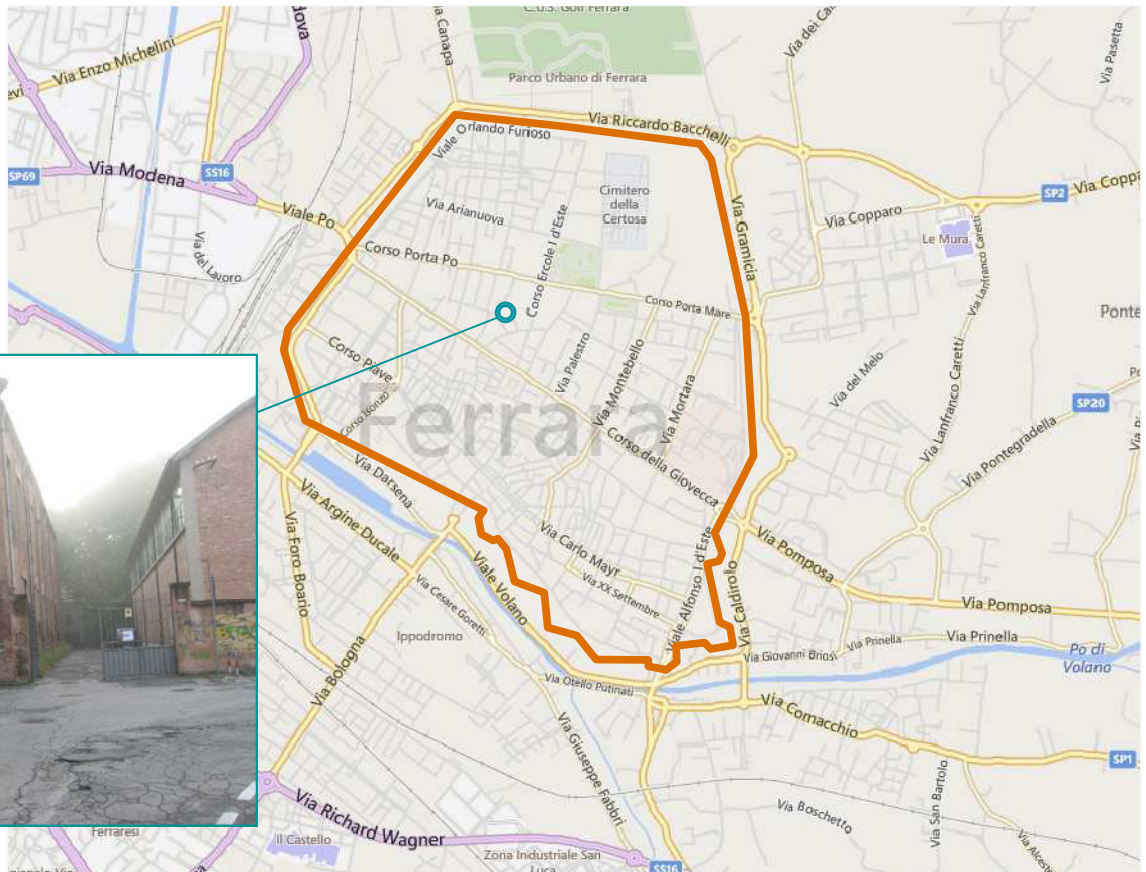 C.U.S. Golf Ferrara
Via Canapa
Via Enzo Michelini
Via Pasetta
Parco Urbano di Ferrara
Via Riccardo Bacchelli
Viale Orlando Furioso
Via Modena
SS16
SP69
SP2
Cimitero
della
Certosa
Via Arianuova
Viale Po
Via Copparo
Le Mura
Via Gramicia
Via del Lavoro
Corso Porta Po
Corso Ercole I d'Este
Via Lanfranco Caretti
Corso Porta Mare
Via Palestro
Via Montebello
Via Mortara
Corso Piave
Corso Isonzo
Via del Melo
Via Lanfranco Caretti
SP20
Ferrara
Via Pontegradella
Corso della Giovecca
Via Darsena
Via Argine Ducale
Via Foro Boario
Via Pomposa
Viale Alfonso I d'Este
Via Carlo Mayr
Via XX Settembre
Viale Volano
Via Cesare Goretti
Via Caldirolo
Via Pomposa
Ippodromo
Via Prinella
Via Prinella
Via Giovanni Briosi
Po di
Volano
Via Bologna
Via Otello Putinati
Via Comacchio
Via Giuseppe Fabbri
SP1
Via San Bartolo
Via Boschetto
Via Richard Wagner
Il Castello
Ferraresi
Zona Industriale San
Luca
SS16